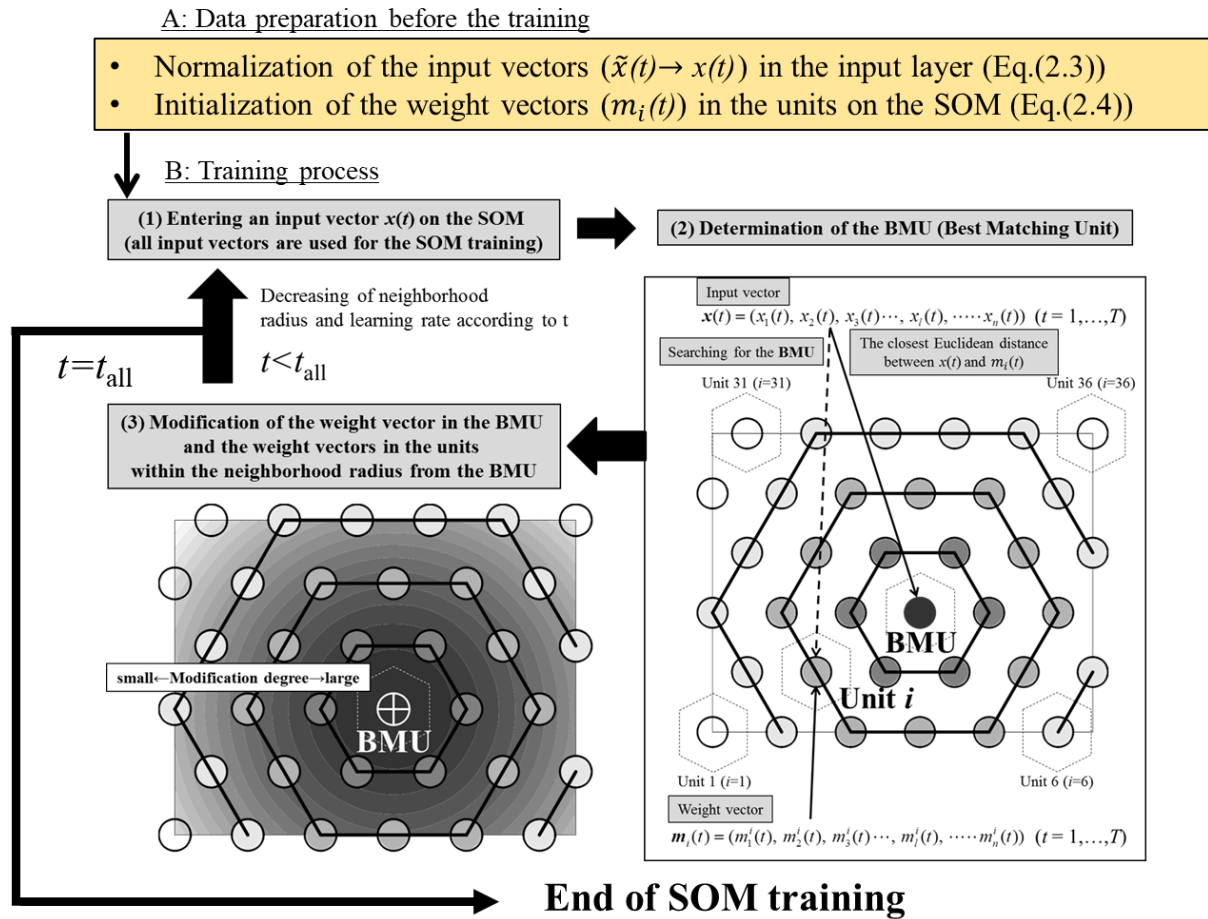 A: Data preparation before the training
• Normalization of the input vectors (x̃(t)→ x(t)) in the input layer (Eq.(2.3))
• Initialization of the weight vectors (mᵢ(t)) in the units on the SOM (Eq.(2.4))
B: Training process
(1) Entering an input vector x(t) on the SOM
(all input vectors are used for the SOM training)
(2) Determination of the BMU (Best Matching Unit)
Decreasing of neighborhood
radius and learning rate according to t
t=t_all
t<t_all
(3) Modification of the weight vector in the BMU
and the weight vectors in the units
within the neighborhood radius from the BMU
small←Modification degree→large
BMU
Input vector
x(t) = (x₁(t), x₂(t), x₃(t)⋯, x_l(t), ⋯⋯xₙ(t)) (t = 1,…,T)
Searching for the BMU
The closest Euclidean distance
between x(t) and mᵢ(t)
Unit 31 (i=31)
Unit 36 (i=36)
BMU
Unit i
Unit 1 (i=1)
Unit 6 (i=6)
Weight vector
mᵢ(t) = (m₁ⁱ(t), m₂ⁱ(t), m₃ⁱ(t)⋯, m_lⁱ(t), ⋯⋯mₙⁱ(t)) (t = 1,…,T)
End of SOM training